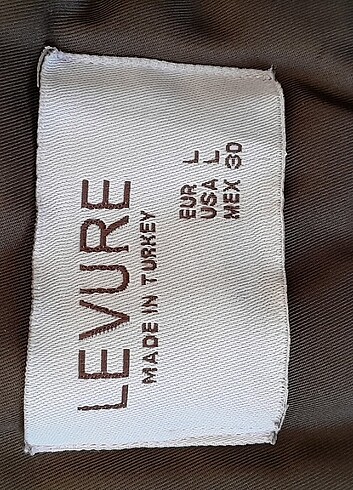 LEVURE
MADE IN TURKEY
EUR L
USA L
MEX 30